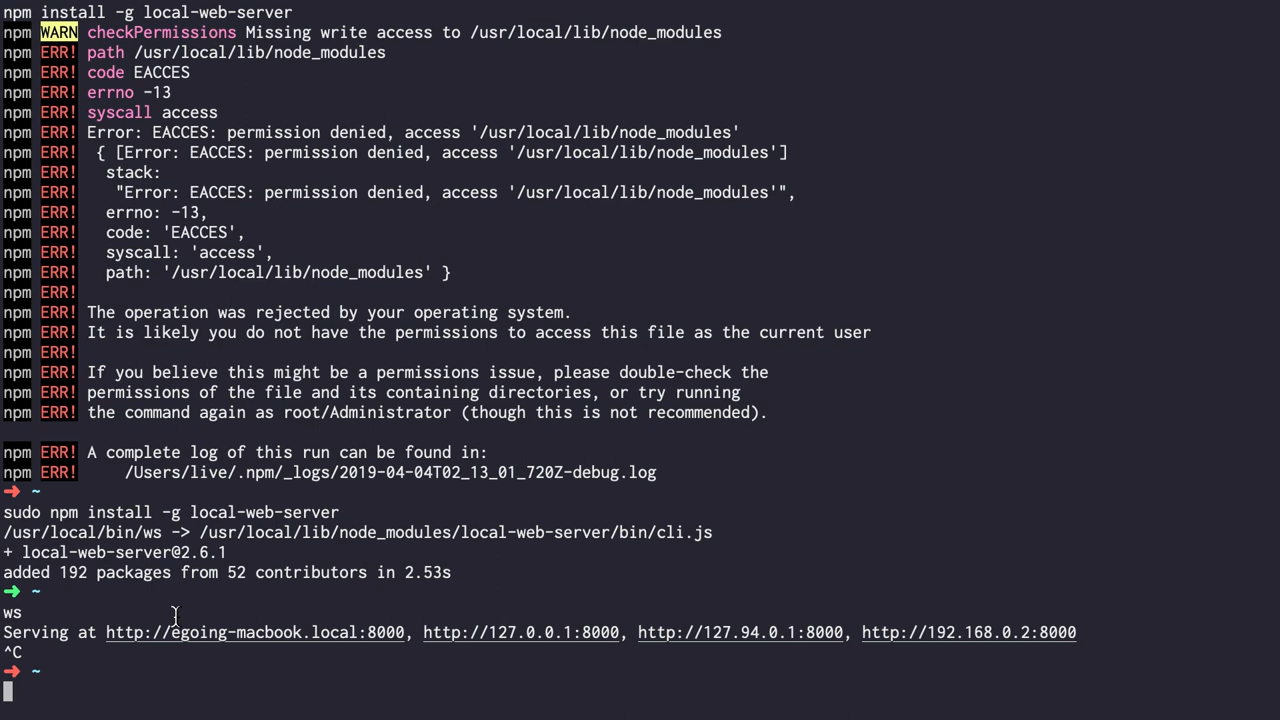 npm install -g local-web-server
npm WARN checkPermissions Missing write access to /usr/local/lib/node_modules
npm ERR! path /usr/local/lib/node_modules
npm ERR! code EACCES
npm ERR! errno -13
npm ERR! syscall access
npm ERR! Error: EACCES: permission denied, access '/usr/local/lib/node_modules'
npm ERR!  { [Error: EACCES: permission denied, access '/usr/local/lib/node_modules']
npm ERR!   stack:
npm ERR!    "Error: EACCES: permission denied, access '/usr/local/lib/node_modules'",
npm ERR!   errno: -13,
npm ERR!   code: 'EACCES',
npm ERR!   syscall: 'access',
npm ERR!   path: '/usr/local/lib/node_modules' }
npm ERR!
npm ERR! The operation was rejected by your operating system.
npm ERR! It is likely you do not have the permissions to access this file as the current user
npm ERR!
npm ERR! If you believe this might be a permissions issue, please double-check the
npm ERR! permissions of the file and its containing directories, or try running
npm ERR! the command again as root/Administrator (though this is not recommended).
npm ERR! A complete log of this run can be found in:
npm ERR!     /Users/live/.npm/_logs/2019-04-04T02_13_01_720Z-debug.log
➜ ~
sudo npm install -g local-web-server
/usr/local/bin/ws -> /usr/local/lib/node_modules/local-web-server/bin/cli.js
+ local-web-server@2.6.1
added 192 packages from 52 contributors in 2.53s
➜ ~
ws
Serving at http://egoing-macbook.local:8000, http://127.0.0.1:8000, http://127.94.0.1:8000, http://192.168.0.2:8000
^C
➜ ~